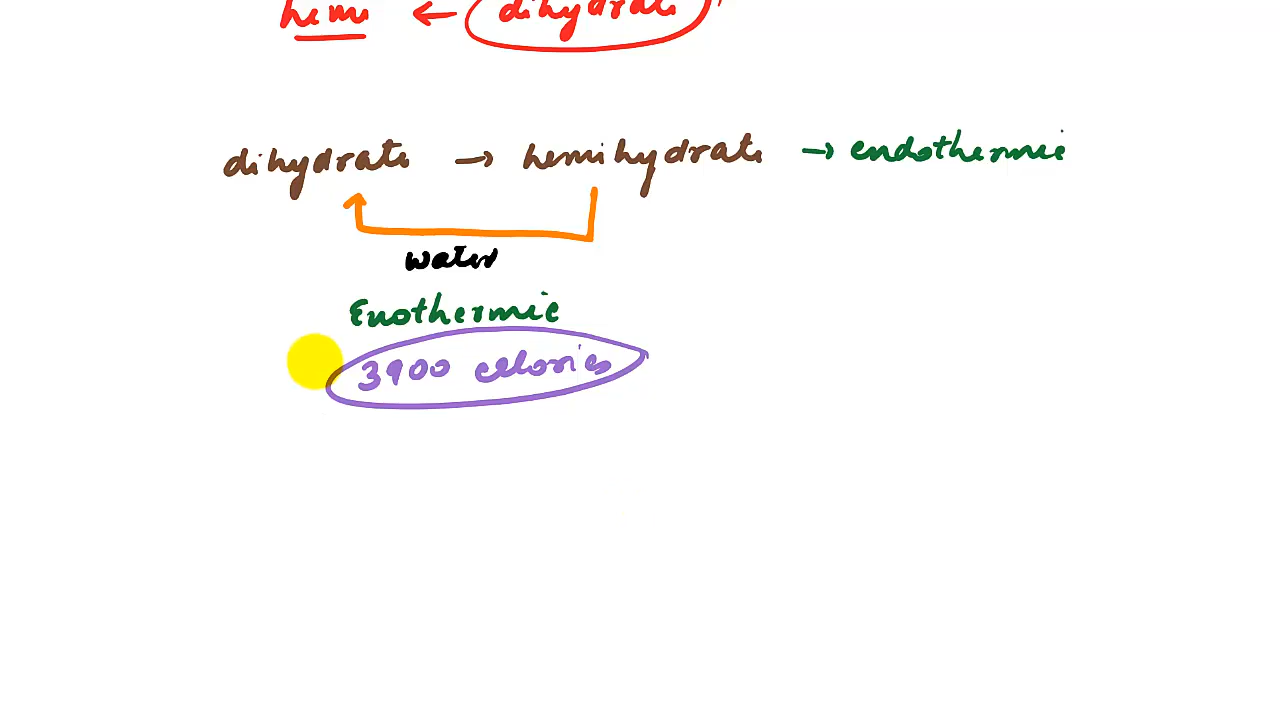 hemi ← dihydrate
dihydrate → hemihydrate → endothermic
water
Exothermic
3900 calories